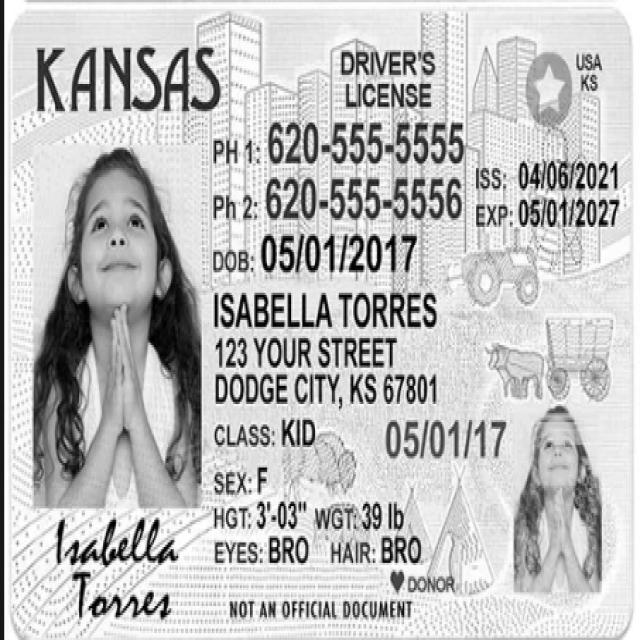 KANSAS
DRIVER'S
LICENSE
USA
KS
PH 1: 620-555-5555
Ph 2: 620-555-5556
ISS: 04/06/2021
EXP: 05/01/2027
DOB: 05/01/2017
ISABELLA TORRES
123 YOUR STREET
DODGE CITY, KS 67801
CLASS: KID
05/01/17
SEX: F
HGT: 3'-03" WGT: 39 lb
EYES: BRO HAIR: BRO
DONOR
Isabella
Torres
NOT AN OFFICIAL DOCUMENT